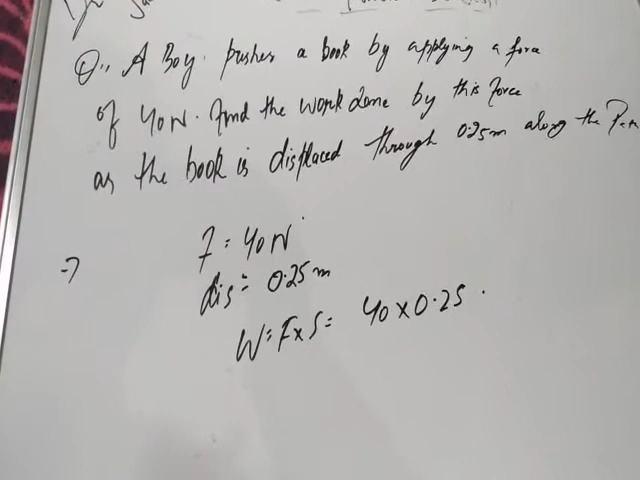 Q.. A Boy. pushes a book by applying a force
of 40N. Find the work done by this force
as the book is displaced through 0.25m along the
=> F = 40N
dis = 0.25m
W = F x S = 40 x 0.25.